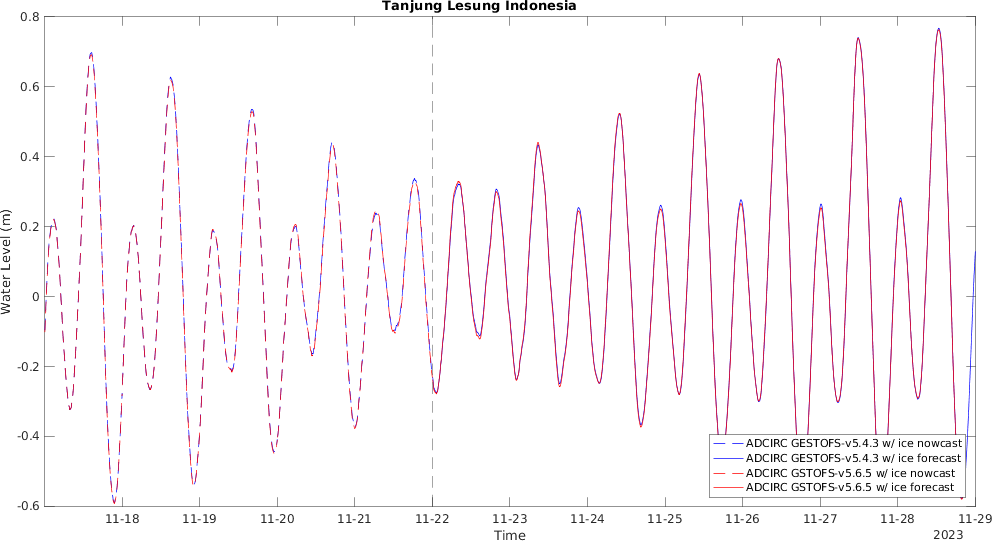 Tanjung Lesung Indonesia
Water Level (m)
0.8
0.6
0.4
0.2
0
-0.2
-0.4
-0.6
ADCIRC GESTOFS-v5.4.3 w/ ice nowcast
ADCIRC GESTOFS-v5.4.3 w/ ice forecast
ADCIRC GSTOFS-v5.6.5 w/ ice nowcast
ADCIRC GSTOFS-v5.6.5 w/ ice forecast
11-18 11-19 11-20 11-21 11-22 11-23 11-24 11-25 11-26 11-27 11-28 11-29
Time
2023